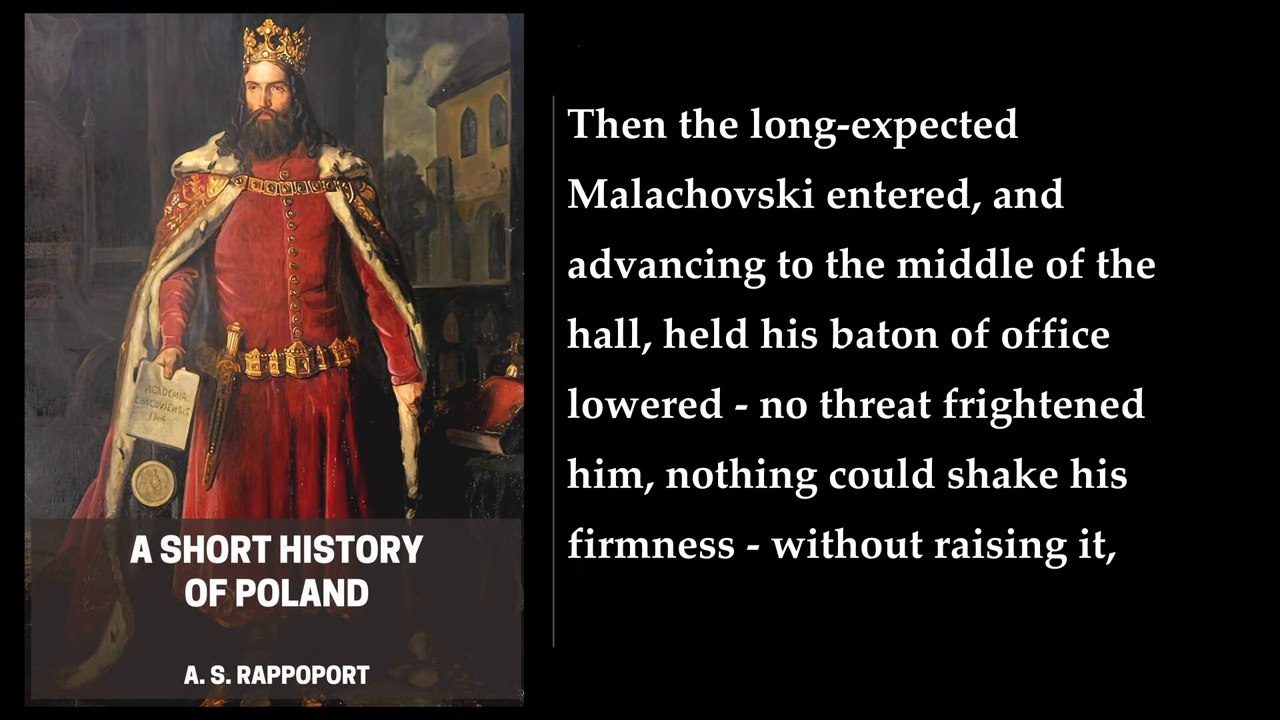 Then the long-expected
Malachovski entered, and
advancing to the middle of the
hall, held his baton of office
lowered - no threat frightened
him, nothing could shake his
firmness - without raising it,
ACADEMIA
A SHORT HISTORY
OF POLAND
A. S. RAPPOPORT